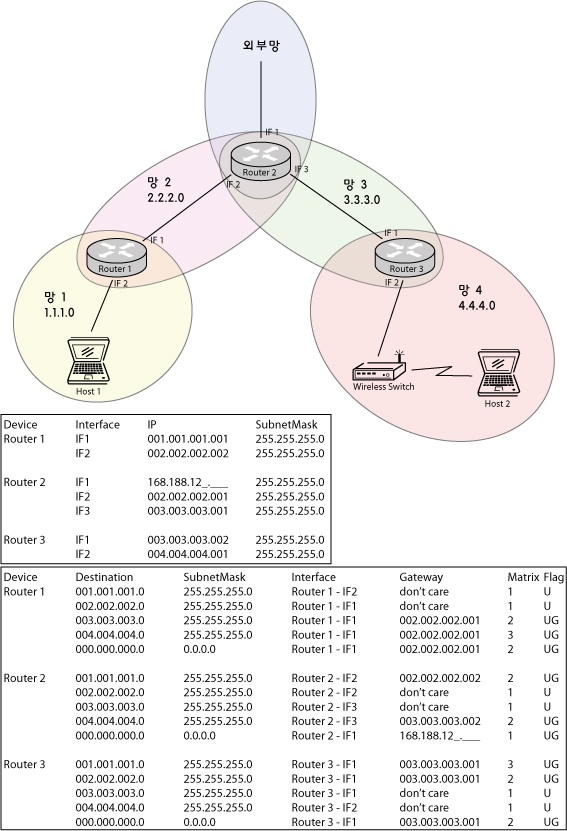 외부망
IF 1
Router 2
IF 3
IF 2
망 2
2.2.2.0
망 3
3.3.3.0
IF 1
Router 1
IF 2
IF 1
Router 3
IF 2
망 1
1.1.1.0
망 4
4.4.4.0
Host 1
Wireless Switch
Host 2
Device Interface IP SubnetMask
Router 1 IF1 001.001.001.001 255.255.255.0
IF2 002.002.002.002 255.255.255.0
Router 2 IF1 168.188.12_.___ 255.255.255.0
IF2 002.002.002.001 255.255.255.0
IF3 003.003.003.001 255.255.255.0
Router 3 IF1 003.003.003.002 255.255.255.0
IF2 004.004.004.001 255.255.255.0
Device Destination SubnetMask Interface Gateway Matrix Flag
Router 1 001.001.001.0 255.255.255.0 Router 1 - IF2 don't care 1 U
002.002.002.0 255.255.255.0 Router 1 - IF1 don't care 1 U
003.003.003.0 255.255.255.0 Router 1 - IF1 002.002.002.001 2 UG
004.004.004.0 255.255.255.0 Router 1 - IF1 002.002.002.001 3 UG
000.000.000.0 0.0.0.0 Router 1 - IF1 002.002.002.001 2 UG
Router 2 001.001.001.0 255.255.255.0 Router 2 - IF2 002.002.002.002 2 UG
002.002.002.0 255.255.255.0 Router 2 - IF2 don't care 1 U
003.003.003.0 255.255.255.0 Router 2 - IF3 don't care 1 U
004.004.004.0 255.255.255.0 Router 2 - IF3 003.003.003.002 2 UG
000.000.000.0 0.0.0.0 Router 2 - IF1 168.188.12_.___ 1 UG
Router 3 001.001.001.0 255.255.255.0 Router 3 - IF1 003.003.003.001 3 UG
002.002.002.0 255.255.255.0 Router 3 - IF1 003.003.003.001 2 UG
003.003.003.0 255.255.255.0 Router 3 - IF1 don't care 1 U
004.004.004.0 255.255.255.0 Router 3 - IF2 don't care 1 U
000.000.000.0 0.0.0.0 Router 3 - IF1 003.003.003.001 2 UG